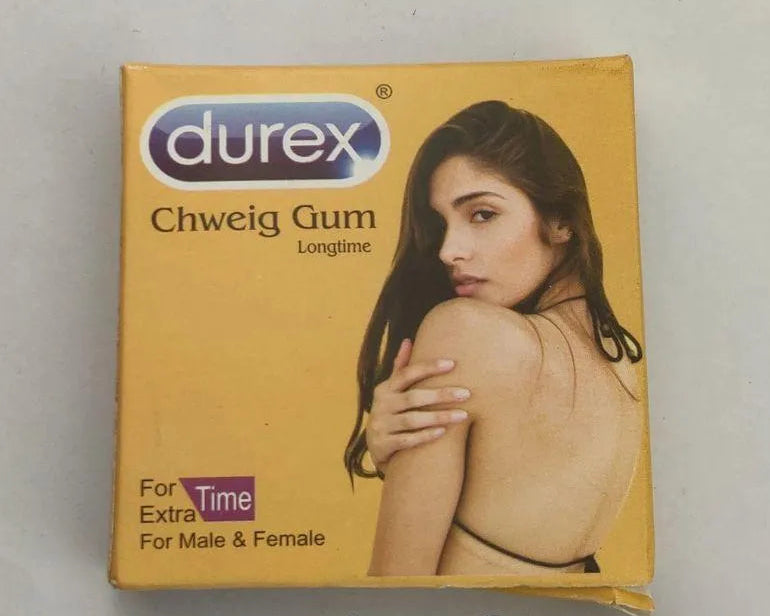 durex®
Chweig Gum
Longtime
For
Extra Time
For Male & Female